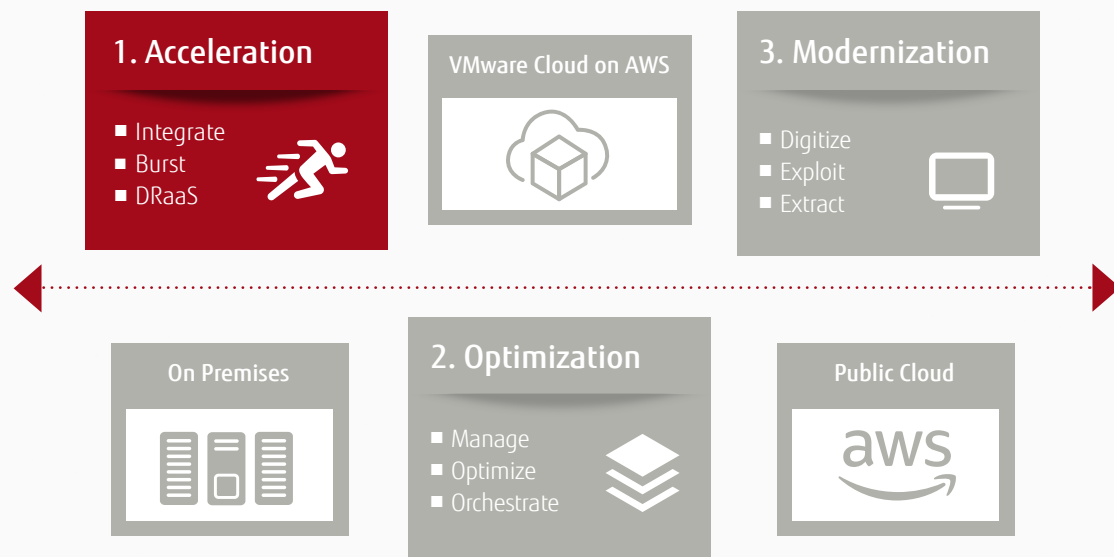 1. Acceleration
Integrate
Burst
DRaaS
VMware Cloud on AWS
3. Modernization
Digitize
Exploit
Extract
On Premises
2. Optimization
Manage
Optimize
Orchestrate
Public Cloud
aws